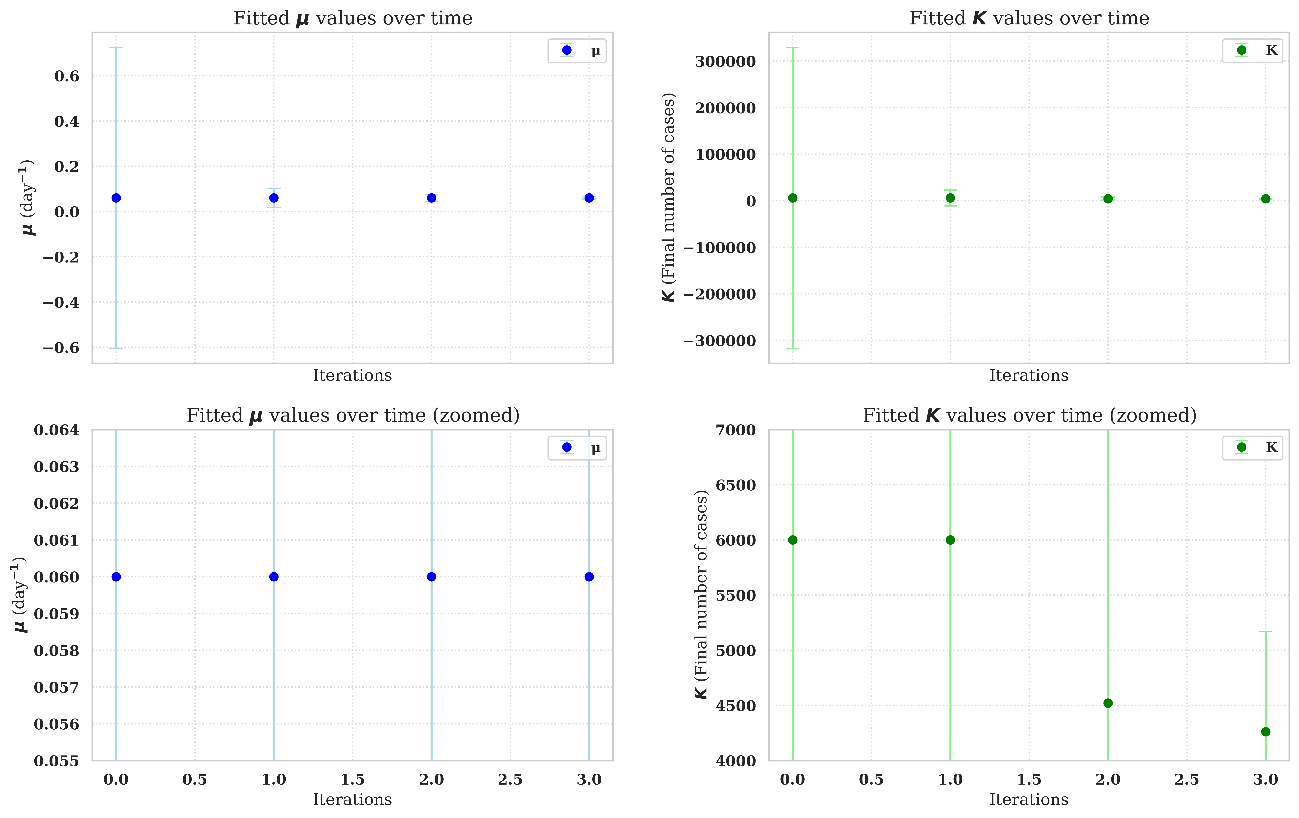 Fitted μ values over time
μ
0.6
0.4
0.2
0.0
−0.2
−0.4
−0.6
μ (day⁻¹)
Iterations
Fitted K values over time
K
300000
200000
100000
0
−100000
−200000
−300000
K (Final number of cases)
Iterations
Fitted μ values over time (zoomed)
μ
0.064
0.063
0.062
0.061
0.060
0.059
0.058
0.057
0.056
0.055
μ (day⁻¹)
0.0 0.5 1.0 1.5 2.0 2.5 3.0
Iterations
Fitted K values over time (zoomed)
K
7000
6500
6000
5500
5000
4500
4000
K (Final number of cases)
0.0 0.5 1.0 1.5 2.0 2.5 3.0
Iterations